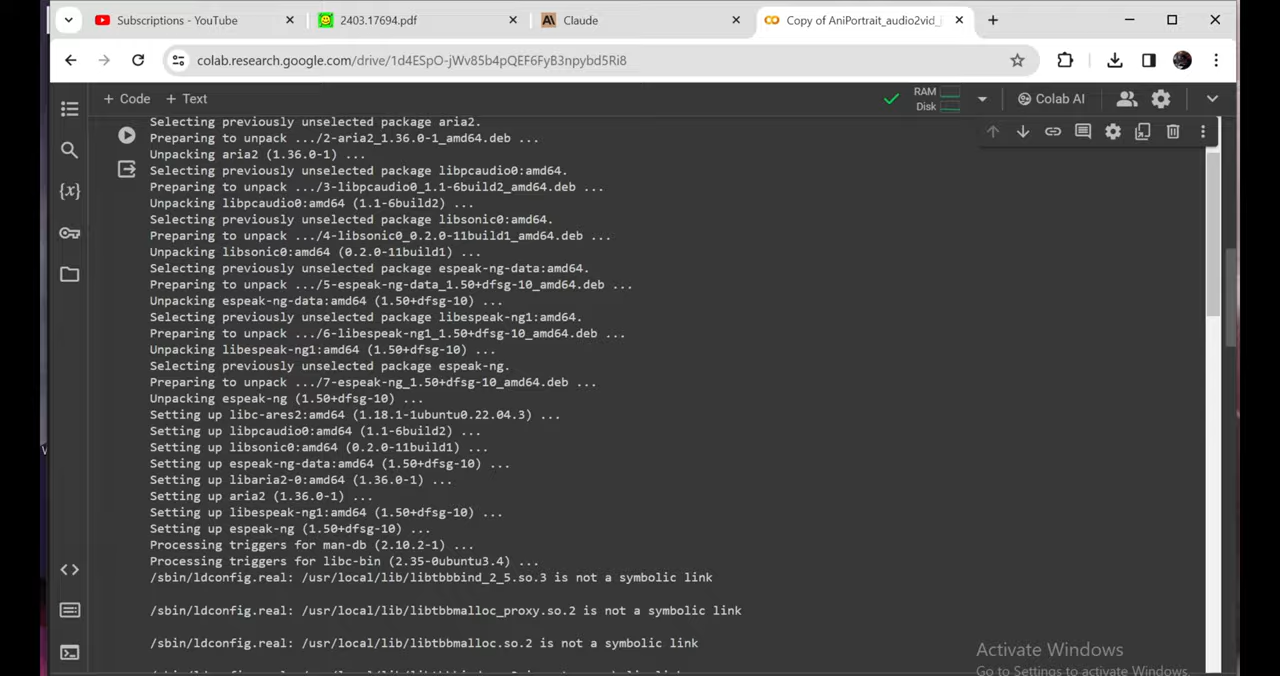 Subscriptions - YouTube
2403.17694.pdf
Claude
Copy of AniPortrait_audio2vid_
colab.research.google.com/drive/1d4ESpO-jWv85b4pQEF6FyB3npybd5Ri8
+ Code + Text
RAM
Disk
Colab AI
Selecting previously unselected package aria2.
Preparing to unpack .../2-aria2_1.36.0-1_amd64.deb ...
Unpacking aria2 (1.36.0-1) ...
Selecting previously unselected package libpcaudio0:amd64.
Preparing to unpack .../3-libpcaudio0_1.1-6build2_amd64.deb ...
Unpacking libpcaudio0:amd64 (1.1-6build2) ...
Selecting previously unselected package libsonic0:amd64.
Preparing to unpack .../4-libsonic0_0.2.0-11build1_amd64.deb ...
Unpacking libsonic0:amd64 (0.2.0-11build1) ...
Selecting previously unselected package espeak-ng-data:amd64.
Preparing to unpack .../5-espeak-ng-data_1.50+dfsg-10_amd64.deb ...
Unpacking espeak-ng-data:amd64 (1.50+dfsg-10) ...
Selecting previously unselected package libespeak-ng1:amd64.
Preparing to unpack .../6-libespeak-ng1_1.50+dfsg-10_amd64.deb ...
Unpacking libespeak-ng1:amd64 (1.50+dfsg-10) ...
Selecting previously unselected package espeak-ng.
Preparing to unpack .../7-espeak-ng_1.50+dfsg-10_amd64.deb ...
Unpacking espeak-ng (1.50+dfsg-10) ...
Setting up libc-ares2:amd64 (1.18.1-1ubuntu0.22.04.3) ...
Setting up libpcaudio0:amd64 (1.1-6build2) ...
Setting up libsonic0:amd64 (0.2.0-11build1) ...
Setting up espeak-ng-data:amd64 (1.50+dfsg-10) ...
Setting up libaria2-0:amd64 (1.36.0-1) ...
Setting up aria2 (1.36.0-1) ...
Setting up libespeak-ng1:amd64 (1.50+dfsg-10) ...
Setting up espeak-ng (1.50+dfsg-10) ...
Processing triggers for man-db (2.10.2-1) ...
Processing triggers for libc-bin (2.35-0ubuntu3.4) ...
/sbin/ldconfig.real: /usr/local/lib/libtbbbind_2_5.so.3 is not a symbolic link
/sbin/ldconfig.real: /usr/local/lib/libtbbmalloc_proxy.so.2 is not a symbolic link
/sbin/ldconfig.real: /usr/local/lib/libtbbmalloc.so.2 is not a symbolic link
Activate Windows
Go to Settings to activate Windows.